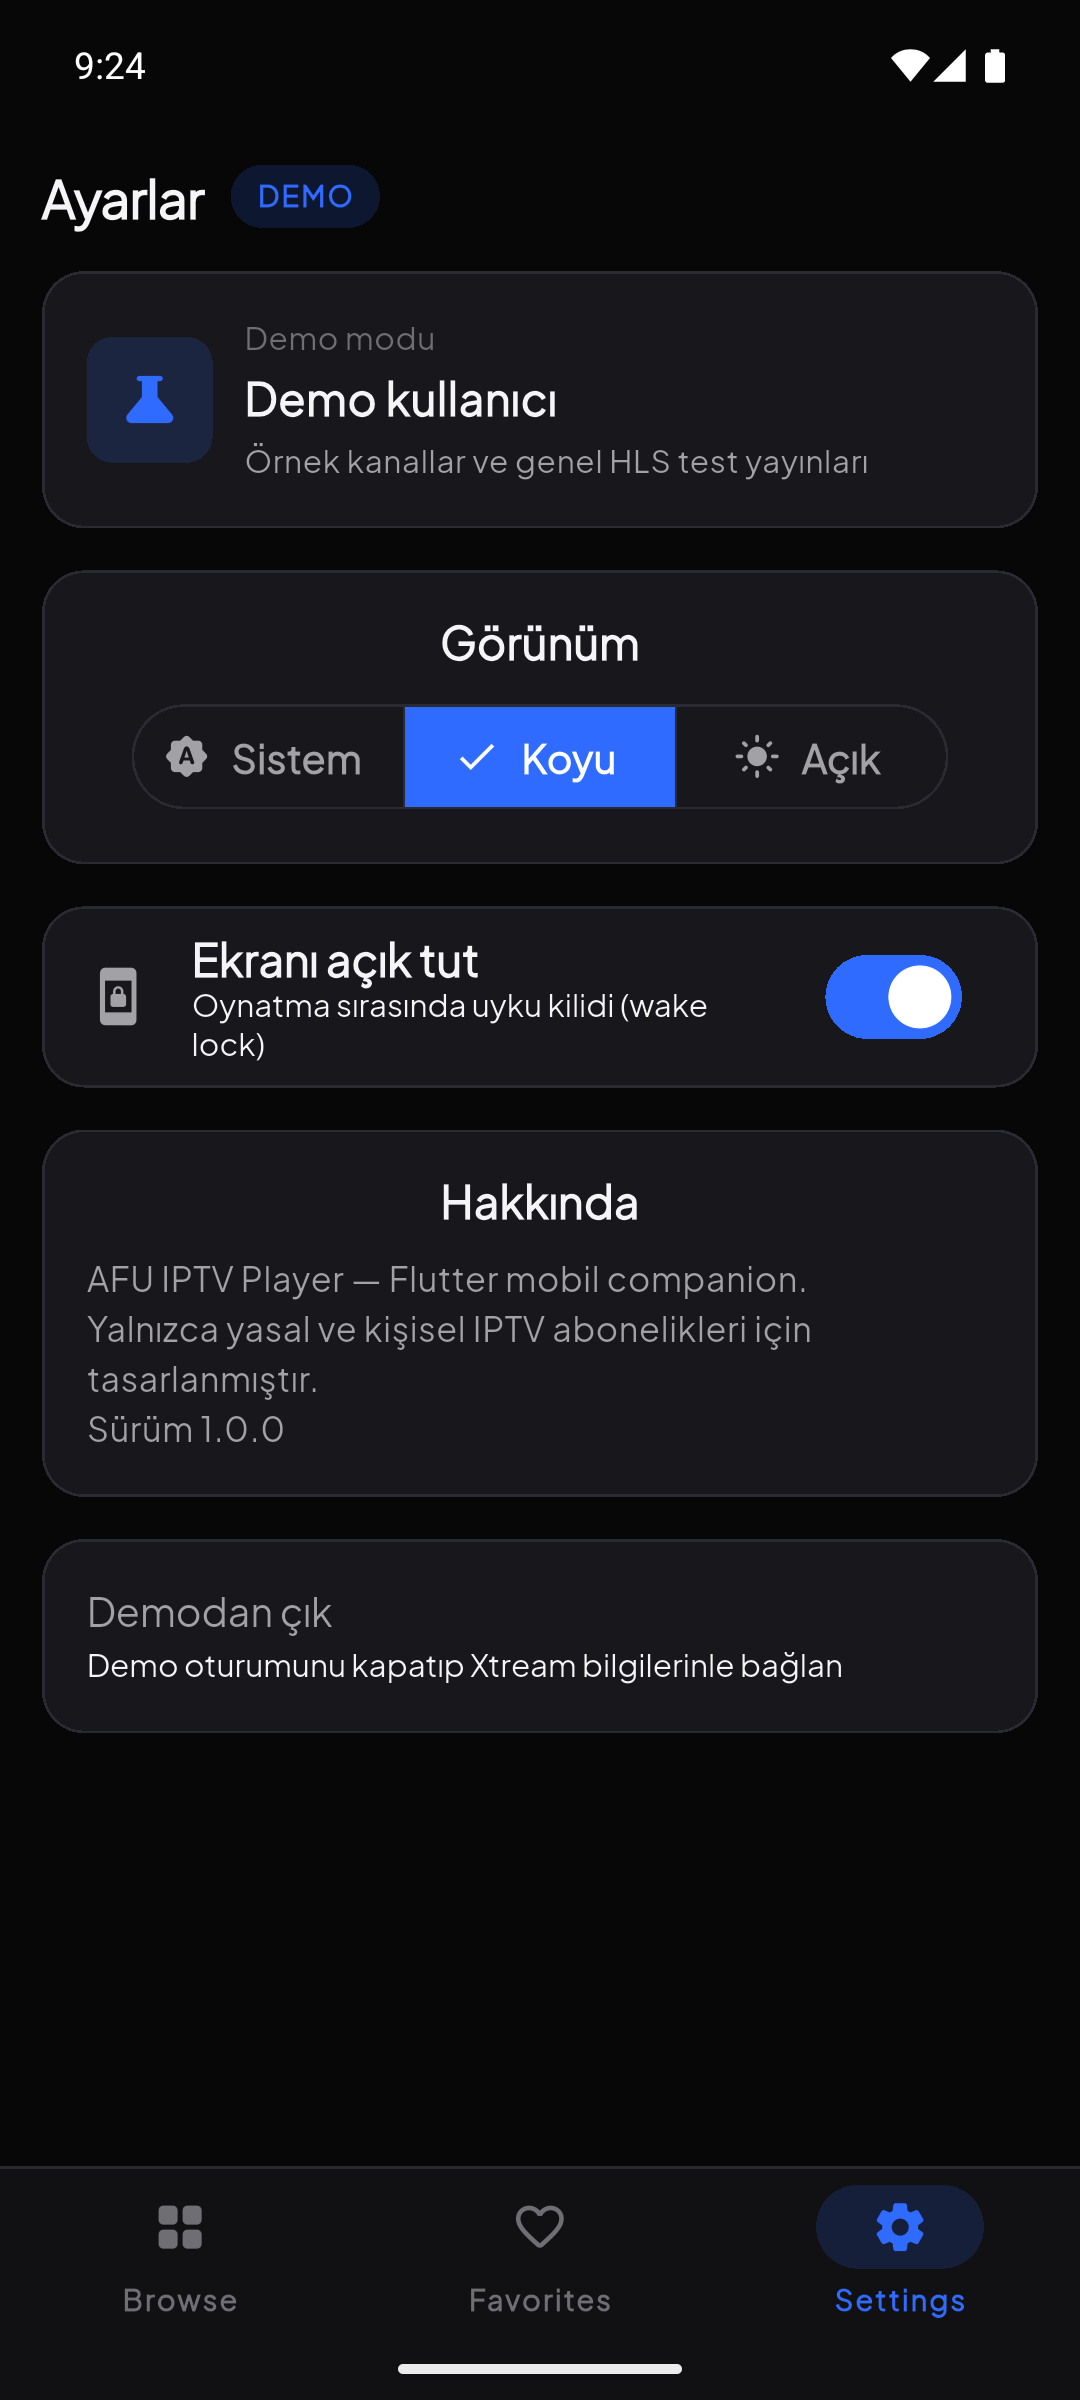 9:24
Ayarlar
DEMO
Demo modu
Demo kullanıcı
Örnek kanallar ve genel HLS test yayınları
Görünüm
A Sistem
Koyu
Açık
Ekranı açık tut
Oynatma sırasında uyku kilidi (wake
lock)
Hakkında
AFU IPTV Player — Flutter mobil companion.
Yalnızca yasal ve kişisel IPTV abonelikleri için
tasarlanmıştır.
Sürüm 1.0.0
Demodan çık
Demo oturumunu kapatıp Xtream bilgilerinle bağlan
Browse
Favorites
Settings